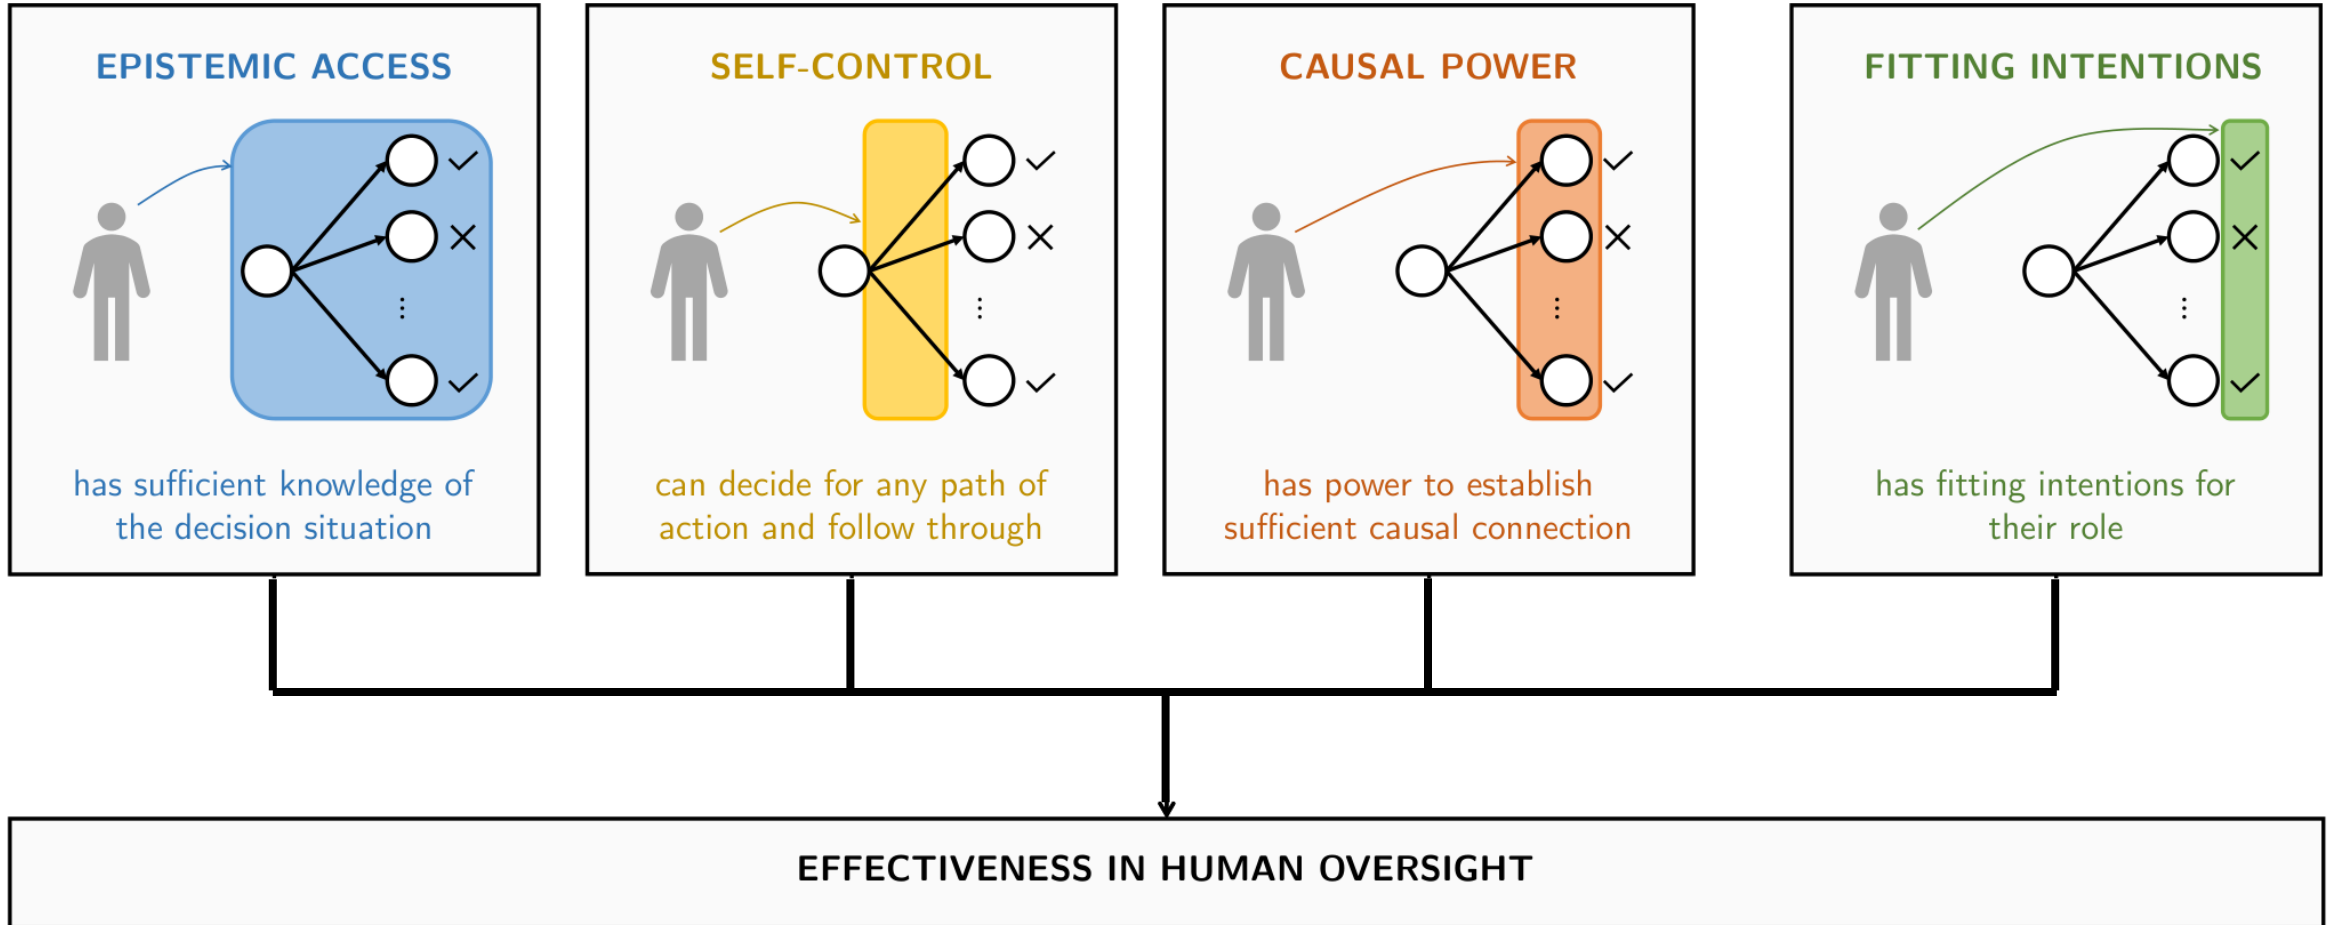 EPISTEMIC ACCESS
has sufficient knowledge of
the decision situation
SELF-CONTROL
can decide for any path of
action and follow through
CAUSAL POWER
has power to establish
sufficient causal connection
FITTING INTENTIONS
has fitting intentions for
their role
EFFECTIVENESS IN HUMAN OVERSIGHT